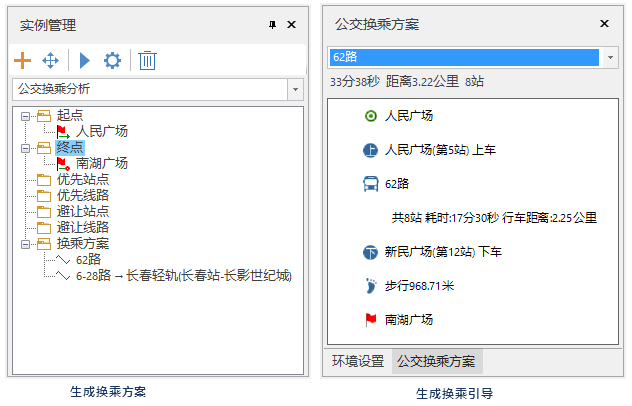 实例管理
公交换乘分析
起点
人民广场
终点
南湖广场
优先站点
优先线路
避让站点
避让线路
换乘方案
62路
6-28路→长春轻轨(长春站-长影世纪城)
生成换乘方案
公交换乘方案
62路
33分38秒 距离3.22公里 8站
人民广场
人民广场(第5站) 上车
62路
共8站 耗时:17分30秒 行车距离:2.25公里
新民广场(第12站) 下车
步行968.71米
南湖广场
环境设置 公交换乘方案
生成换乘引导